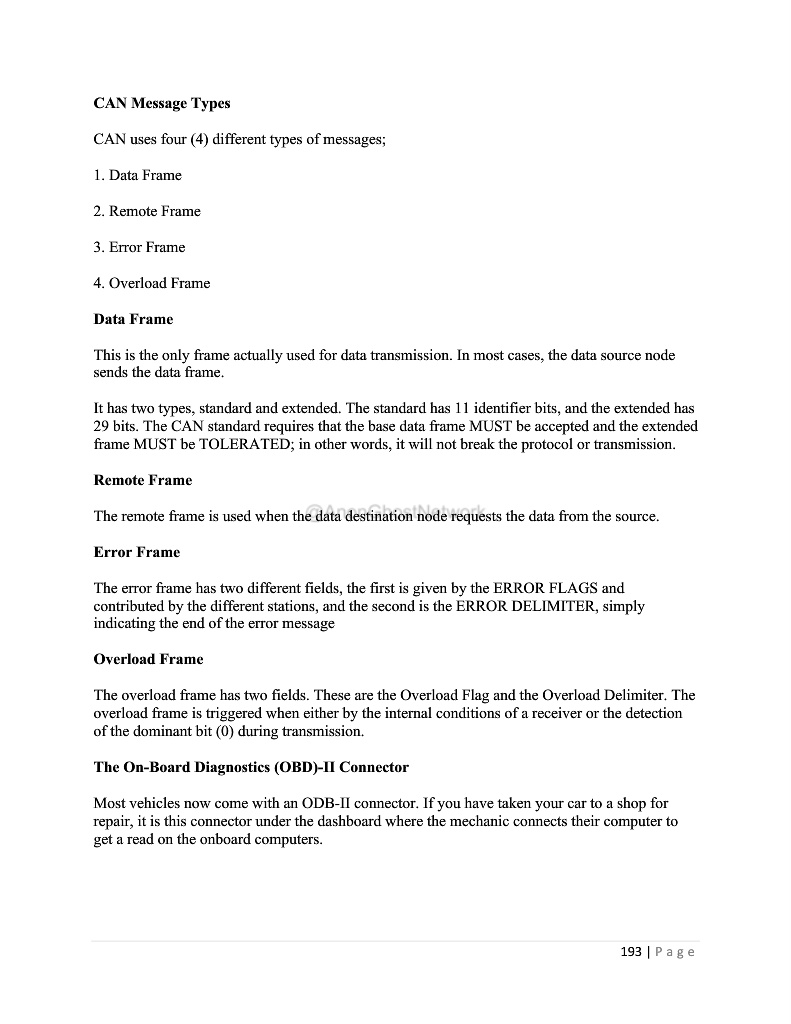 CAN Message Types
CAN uses four (4) different types of messages;
1. Data Frame
2. Remote Frame
3. Error Frame
4. Overload Frame
Data Frame
This is the only frame actually used for data transmission. In most cases, the data source node
sends the data frame.
It has two types, standard and extended. The standard has 11 identifier bits, and the extended has
29 bits. The CAN standard requires that the base data frame MUST be accepted and the extended
frame MUST be TOLERATED; in other words, it will not break the protocol or transmission.
Remote Frame
@AnonGhostNetwork
The remote frame is used when the data destination node requests the data from the source.
Error Frame
The error frame has two different fields, the first is given by the ERROR FLAGS and
contributed by the different stations, and the second is the ERROR DELIMITER, simply
indicating the end of the error message
Overload Frame
The overload frame has two fields. These are the Overload Flag and the Overload Delimiter. The
overload frame is triggered when either by the internal conditions of a receiver or the detection
of the dominant bit (0) during transmission.
The On-Board Diagnostics (OBD)-II Connector
Most vehicles now come with an ODB-II connector. If you have taken your car to a shop for
repair, it is this connector under the dashboard where the mechanic connects their computer to
get a read on the onboard computers.
193 | Page